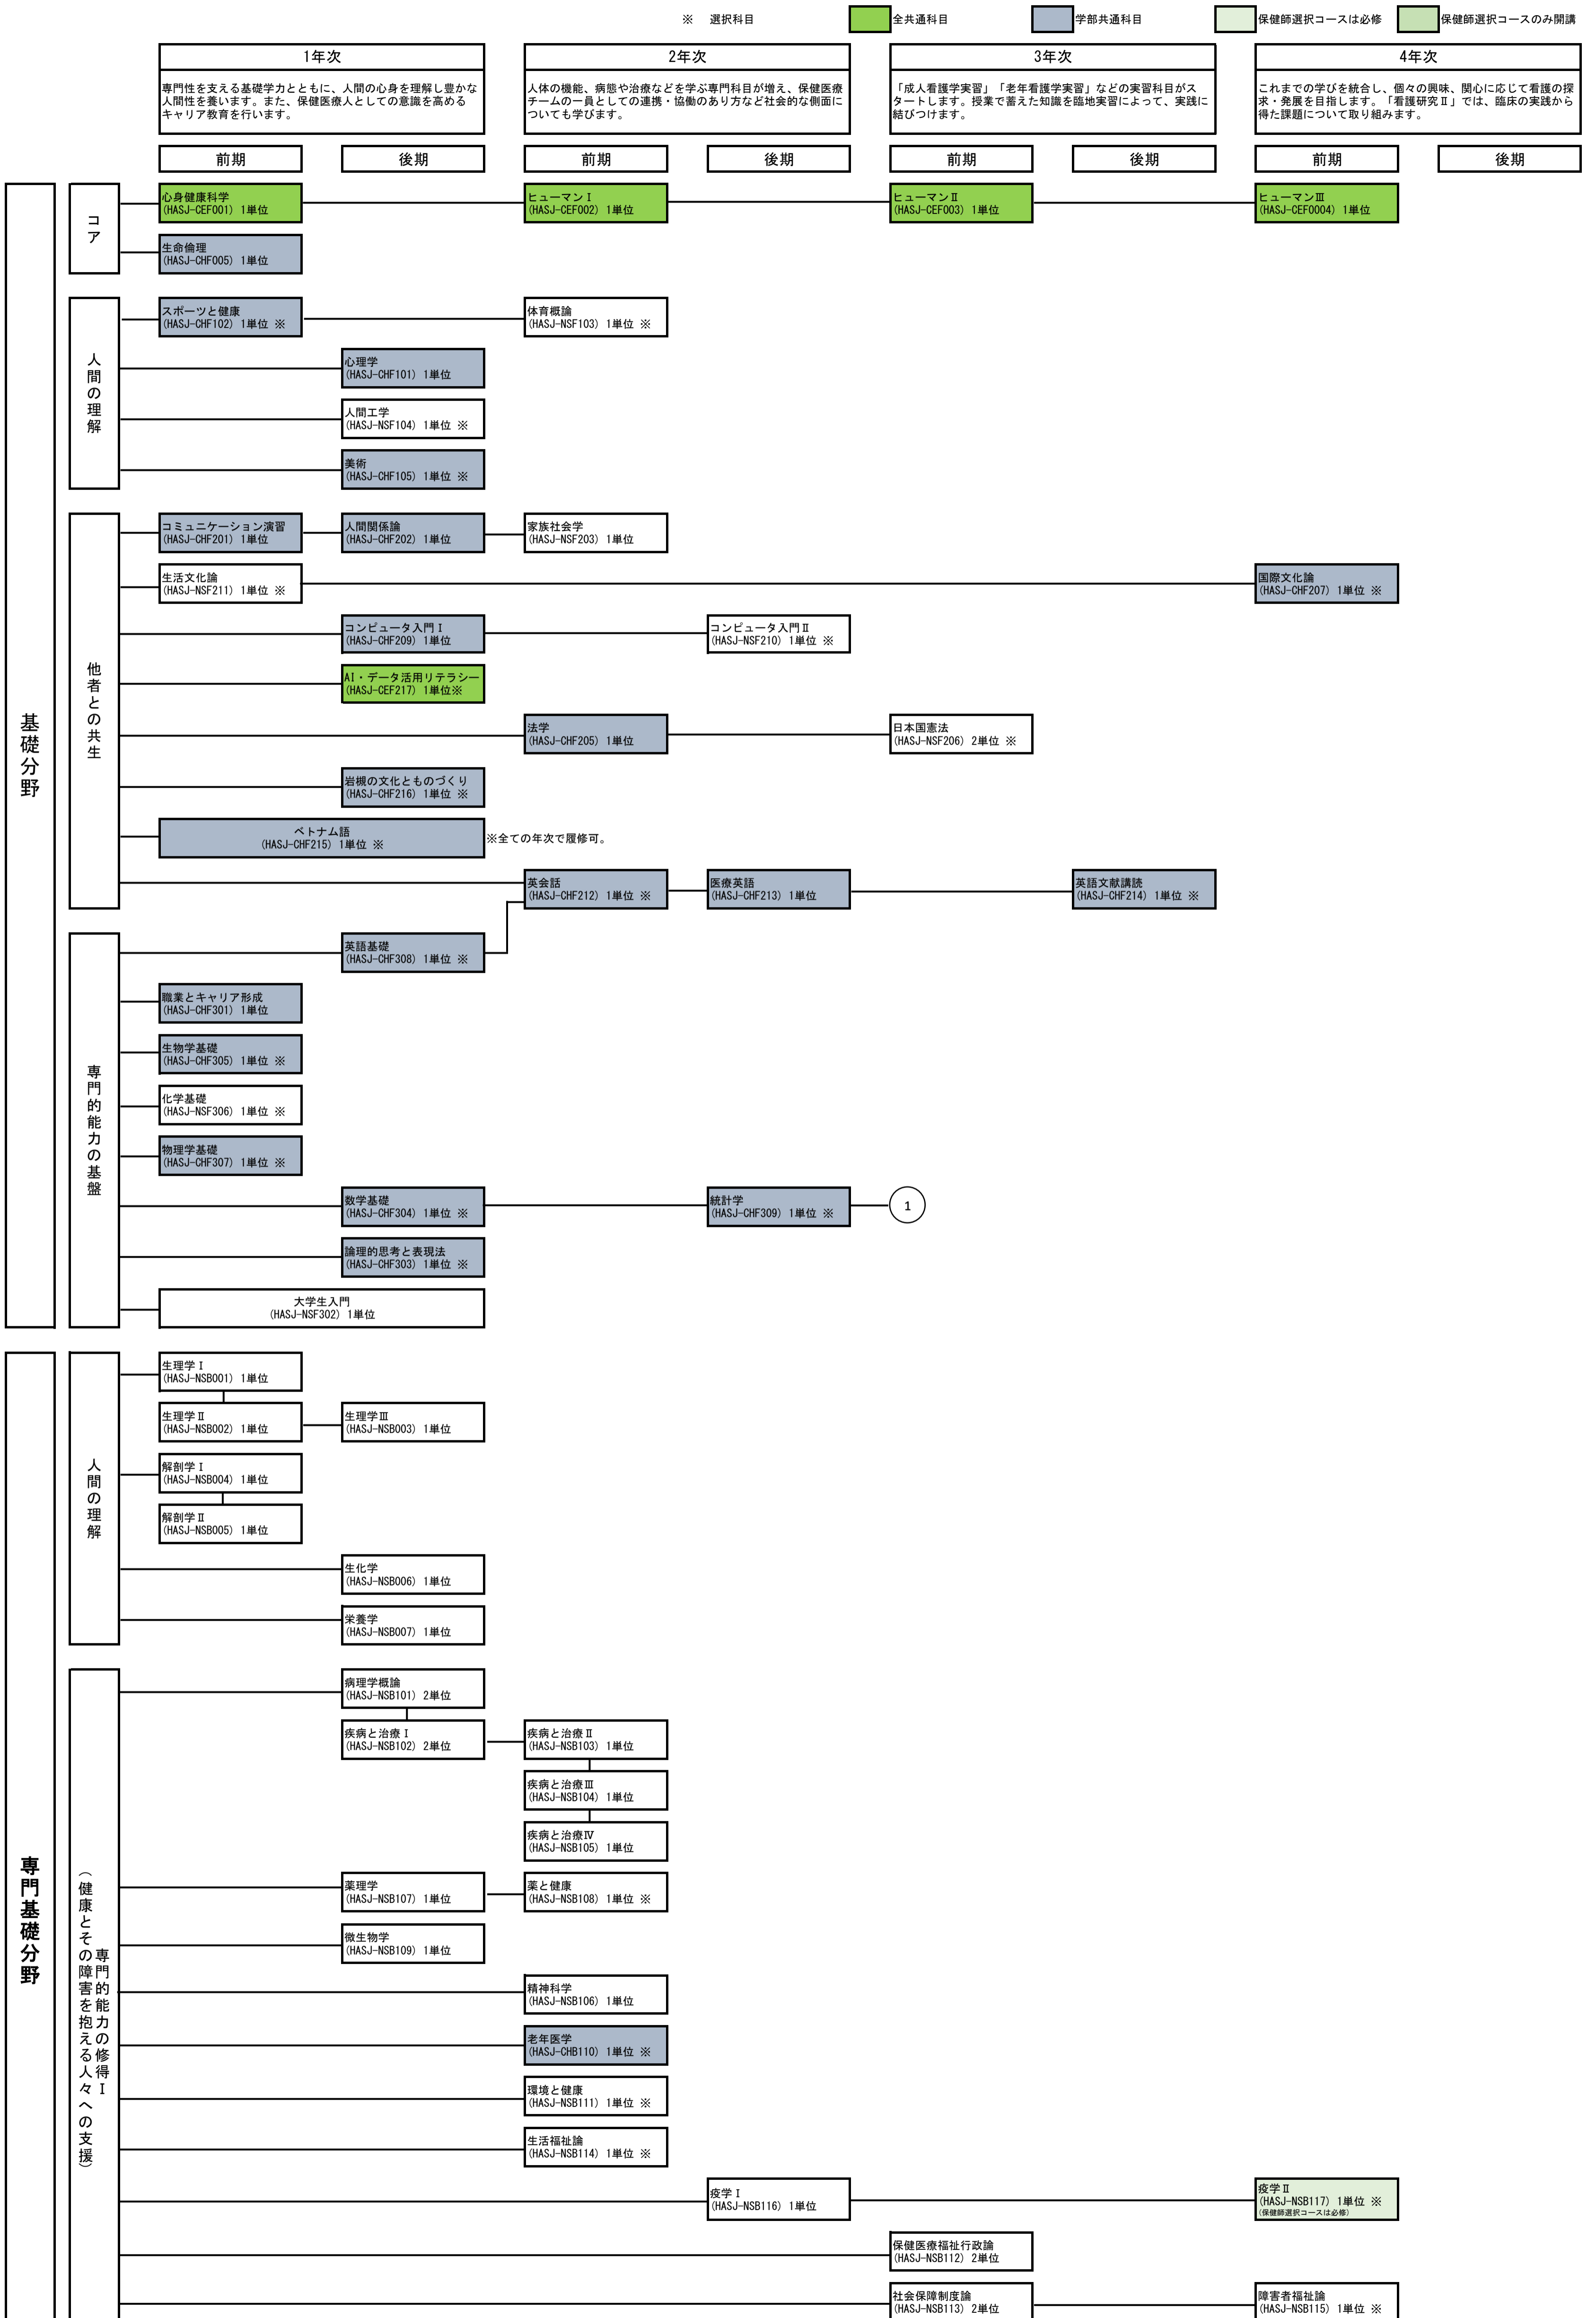 ※　選択科目
全共通科目
学部共通科目
保健師選択コースは必修
保健師選択コースのみ開講
1年次
専門性を支える基礎学力とともに、人間の心身を理解し豊かな
人間性を養います。また、保健医療人としての意識を高める
キャリア教育を行います。
2年次
人体の機能、病態や治療などを学ぶ専門科目が増え、保健医療
チームの一員としての連携・協働のあり方など社会的な側面に
ついても学びます。
3年次
「成人看護学実習」「老年看護学実習」などの実習科目がス
タートします。授業で蓄えた知識を臨地実習によって、実践に
結びつけます。
4年次
これまでの学びを統合し、個々の興味、関心に応じて看護の探
求・発展を目指します。「看護研究Ⅱ」では、臨床の実践から
得た課題について取り組みます。
前期
後期
前期
後期
前期
後期
前期
後期
基礎分野
コア
心身健康科学
(HASJ-CEF001) 1単位
ヒューマンⅠ
(HASJ-CEF002) 1単位
ヒューマンⅡ
(HASJ-CEF003) 1単位
ヒューマンⅢ
(HASJ-CEF0004) 1単位
生命倫理
(HASJ-CHF005) 1単位
人間の理解
スポーツと健康
(HASJ-CHF102) 1単位 ※
体育概論
(HASJ-NSF103) 1単位 ※
心理学
(HASJ-CHF101) 1単位
人間工学
(HASJ-NSF104) 1単位 ※
美術
(HASJ-CHF105) 1単位 ※
他者との共生
コミュニケーション演習
(HASJ-CHF201) 1単位
人間関係論
(HASJ-CHF202) 1単位
家族社会学
(HASJ-NSF203) 1単位
生活文化論
(HASJ-NSF211) 1単位 ※
国際文化論
(HASJ-CHF207) 1単位 ※
コンピュータ入門Ⅰ
(HASJ-CHF209) 1単位
コンピュータ入門Ⅱ
(HASJ-NSF210) 1単位 ※
AI・データ活用リテラシー
(HASJ-CEF217) 1単位※
法学
(HASJ-CHF205) 1単位
日本国憲法
(HASJ-NSF206) 2単位 ※
岩槻の文化とものづくり
(HASJ-CHF216) 1単位 ※
ベトナム語
(HASJ-CHF215) 1単位 ※
※全ての年次で履修可。
英会話
(HASJ-CHF212) 1単位 ※
医療英語
(HASJ-CHF213) 1単位
英語文献講読
(HASJ-CHF214) 1単位 ※
専門的能力の基盤
英語基礎
(HASJ-CHF308) 1単位 ※
職業とキャリア形成
(HASJ-CHF301) 1単位
生物学基礎
(HASJ-CHF305) 1単位 ※
化学基礎
(HASJ-NSF306) 1単位 ※
物理学基礎
(HASJ-CHF307) 1単位 ※
数学基礎
(HASJ-CHF304) 1単位 ※
統計学
(HASJ-CHF309) 1単位 ※
1
論理的思考と表現法
(HASJ-CHF303) 1単位 ※
大学生入門
(HASJ-NSF302) 1単位
専門基礎分野
人間の理解
生理学Ⅰ
(HASJ-NSB001) 1単位
生理学Ⅱ
(HASJ-NSB002) 1単位
生理学Ⅲ
(HASJ-NSB003) 1単位
解剖学Ⅰ
(HASJ-NSB004) 1単位
解剖学Ⅱ
(HASJ-NSB005) 1単位
生化学
(HASJ-NSB006) 1単位
栄養学
(HASJ-NSB007) 1単位
専門的能力の修得Ⅰ
（健康とその障害を抱える人々への支援）
病理学概論
(HASJ-NSB101) 2単位
疾病と治療Ⅰ
(HASJ-NSB102) 2単位
疾病と治療Ⅱ
(HASJ-NSB103) 1単位
疾病と治療Ⅲ
(HASJ-NSB104) 1単位
疾病と治療Ⅳ
(HASJ-NSB105) 1単位
薬理学
(HASJ-NSB107) 1単位
薬と健康
(HASJ-NSB108) 1単位 ※
微生物学
(HASJ-NSB109) 1単位
精神科学
(HASJ-NSB106) 1単位
老年医学
(HASJ-CHB110) 1単位 ※
環境と健康
(HASJ-NSB111) 1単位 ※
生活福祉論
(HASJ-NSB114) 1単位 ※
疫学Ⅰ
(HASJ-NSB116) 1単位
疫学Ⅱ
(HASJ-NSB117) 1単位 ※
(保健師選択コースは必修)
保健医療福祉行政論
(HASJ-NSB112) 2単位
社会保障制度論
(HASJ-NSB113) 2単位
障害者福祉論
(HASJ-NSB115) 1単位 ※